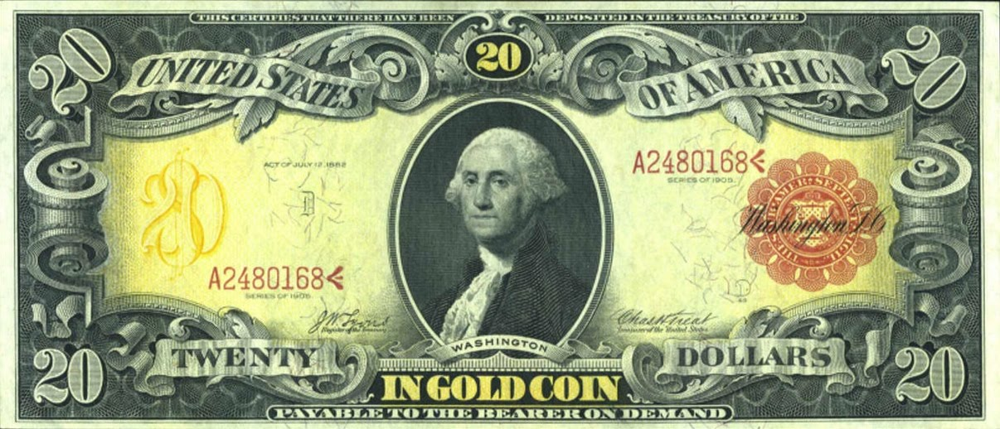 THIS CERTIFIES THAT THERE HAVE BEEN DEPOSITED IN THE TREASURY OF THE
20 20 20
UNITED STATES OF AMERICA
ACT OF JULY 12, 1882
D
20
A2480168
SERIES OF 1905.
A2480168
SERIES OF 1905.
Washington, D.C.
D
Register of the Treasury
Chas H Treat
Treasurer of the United States
WASHINGTON
20 TWENTY DOLLARS 20
IN GOLD COIN
PAYABLE TO THE BEARER ON DEMAND